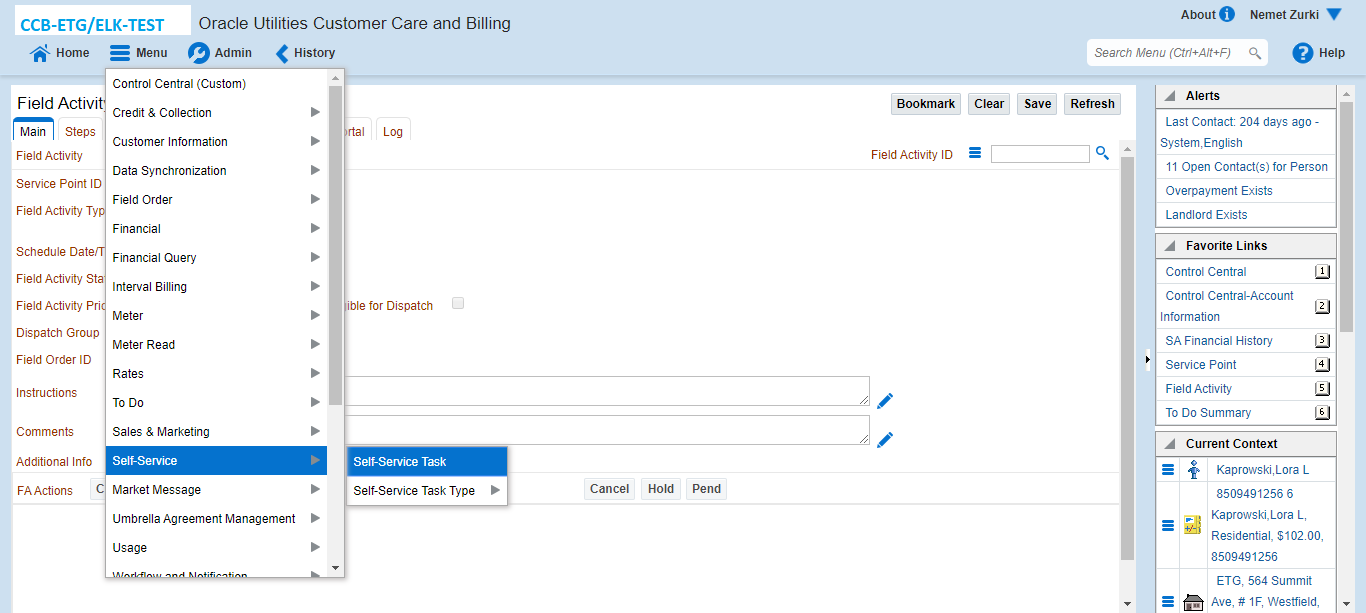 CCB-ETG/ELK-TEST
Oracle Utilities Customer Care and Billing
About
Nemet Zurki
Home
Menu
Admin
History
Search Menu (Ctrl+Alt+F)
Help
Control Central (Custom)
Credit & Collection
Customer Information
Data Synchronization
Field Order
Financial
Financial Query
Interval Billing
Meter
Meter Read
Rates
To Do
Sales & Marketing
Self-Service
Market Message
Umbrella Agreement Management
Usage
Workflow and Notification
Self-Service Task
Self-Service Task Type
Field Activity
Bookmark
Clear
Save
Refresh
Main
Steps
ortal
Log
Field Activity
Field Activity ID
Service Point ID
Field Activity Typ
Schedule Date/T
Field Activity Sta
Field Activity Pric
ible for Dispatch
Dispatch Group
Field Order ID
Instructions
Comments
Additional Info
FA Actions
C
Cancel
Hold
Pend
Alerts
Last Contact: 204 days ago -
System,English
11 Open Contact(s) for Person
Overpayment Exists
Landlord Exists
Favorite Links
Control Central
1
Control Central-Account
Information
2
SA Financial History
3
Service Point
4
Field Activity
5
To Do Summary
6
Current Context
Kaprowski,Lora L
8509491256 6
Kaprowski,Lora L,
Residential, $102.00,
8509491256
ETG, 564 Summit
Ave, # 1F, Westfield,